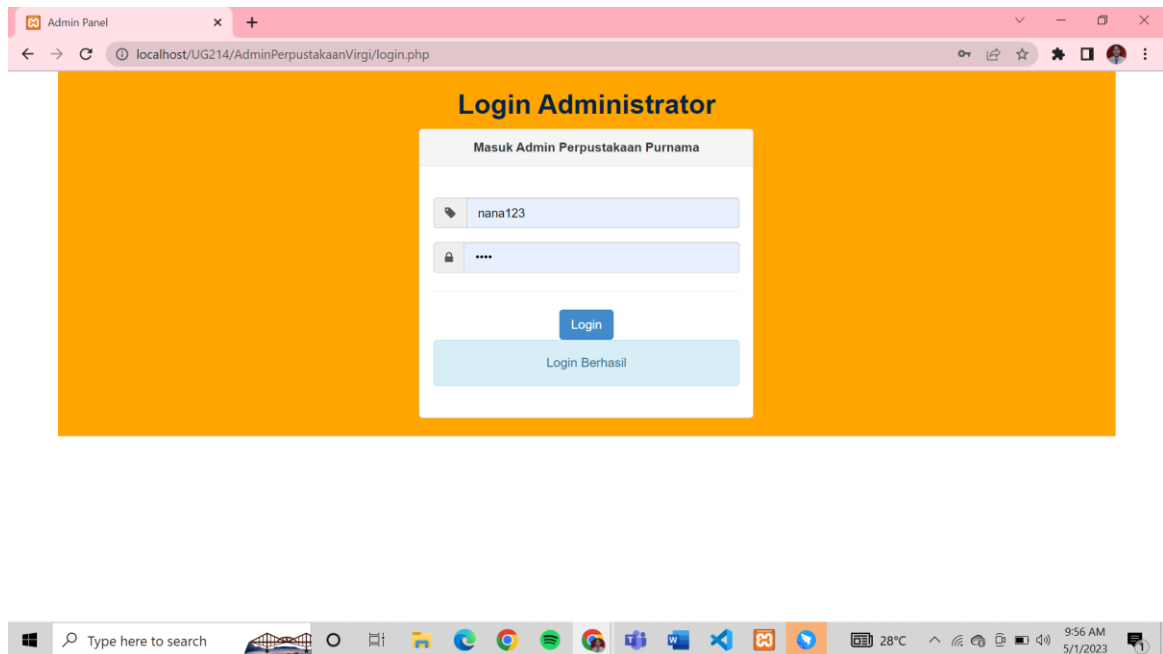 Admin Panel
localhost/UG214/AdminPerpustakaanVirgi/login.php
Login Administrator
Masuk Admin Perpustakaan Purnama
nana123
••••
Login
Login Berhasil
Type here to search
28°C
9:56 AM
5/1/2023
1